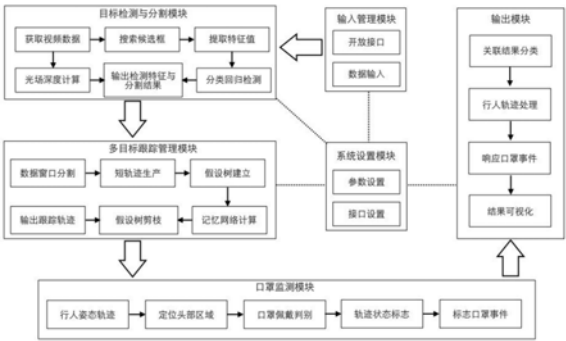 目标检测与分割模块
获取视频数据
搜索候选框
提取特征值
光场深度计算
输出检测特征与
分割结果
分类回归检测
输入管理模块
开放接口
数据输入
输出模块
关联结果分类
行人轨迹处理
响应口罩事件
结果可视化
多目标跟踪管理模块
数据窗口分割
短轨迹生产
假设树建立
输出跟踪轨迹
假设树剪枝
记忆网络计算
系统设置模块
参数设置
接口设置
口罩监测模块
行人姿态轨迹
定位头部区域
口罩佩戴判别
轨迹状态标志
标志口罩事件